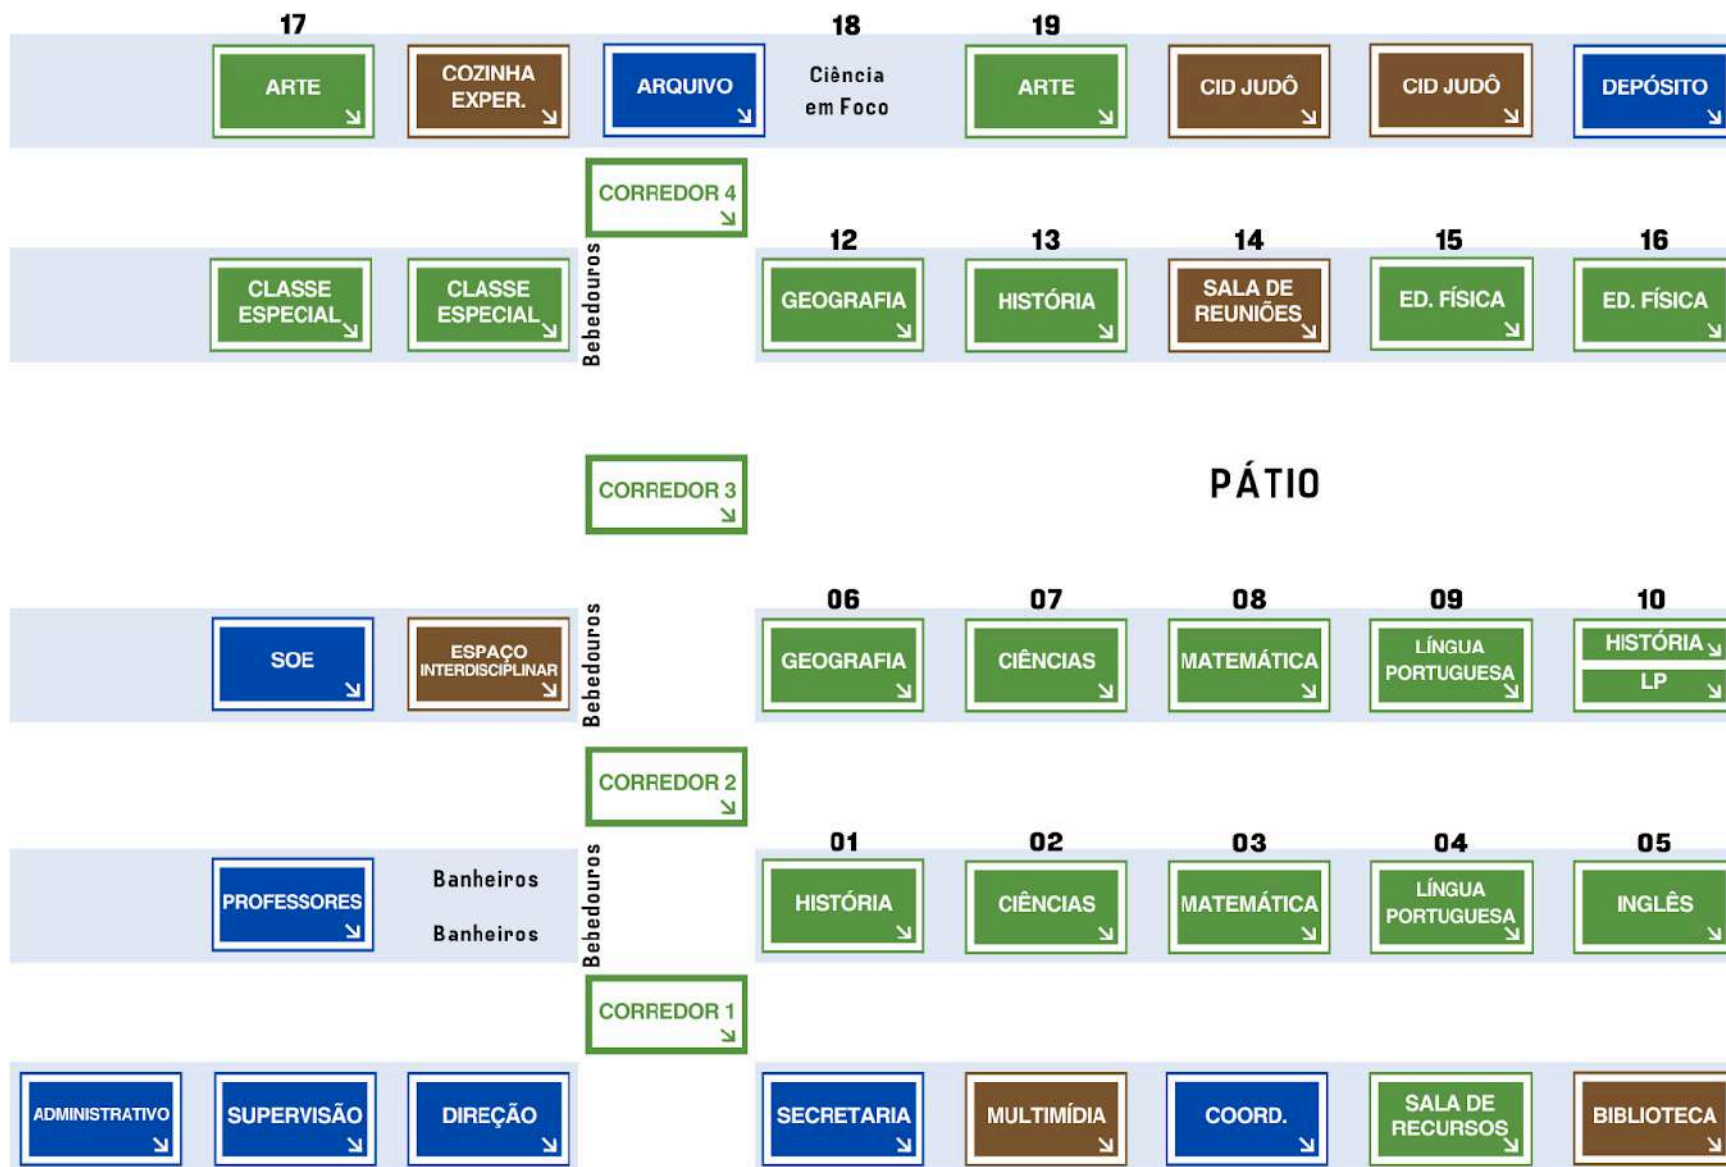 17
18
19
ARTE
COZINHA
EXPER.
ARQUIVO
Ciência
em Foco
ARTE
CID JUDÔ
CID JUDÔ
DEPÓSITO
CORREDOR 4
12
13
14
15
16
CLASSE
ESPECIAL
CLASSE
ESPECIAL
Bebedouros
GEOGRAFIA
HISTÓRIA
SALA DE
REUNIÕES
ED. FÍSICA
ED. FÍSICA
CORREDOR 3
PÁTIO
06
07
08
09
10
SOE
ESPAÇO
INTERDISCIPLINAR
Bebedouros
GEOGRAFIA
CIÊNCIAS
MATEMÁTICA
LÍNGUA
PORTUGUESA
HISTÓRIA
LP
CORREDOR 2
01
02
03
04
05
PROFESSORES
Banheiros
Banheiros
Bebedouros
HISTÓRIA
CIÊNCIAS
MATEMÁTICA
LÍNGUA
PORTUGUESA
INGLÊS
CORREDOR 1
ADMINISTRATIVO
SUPERVISÃO
DIREÇÃO
SECRETARIA
MULTIMÍDIA
COORD.
SALA DE
RECURSOS
BIBLIOTECA